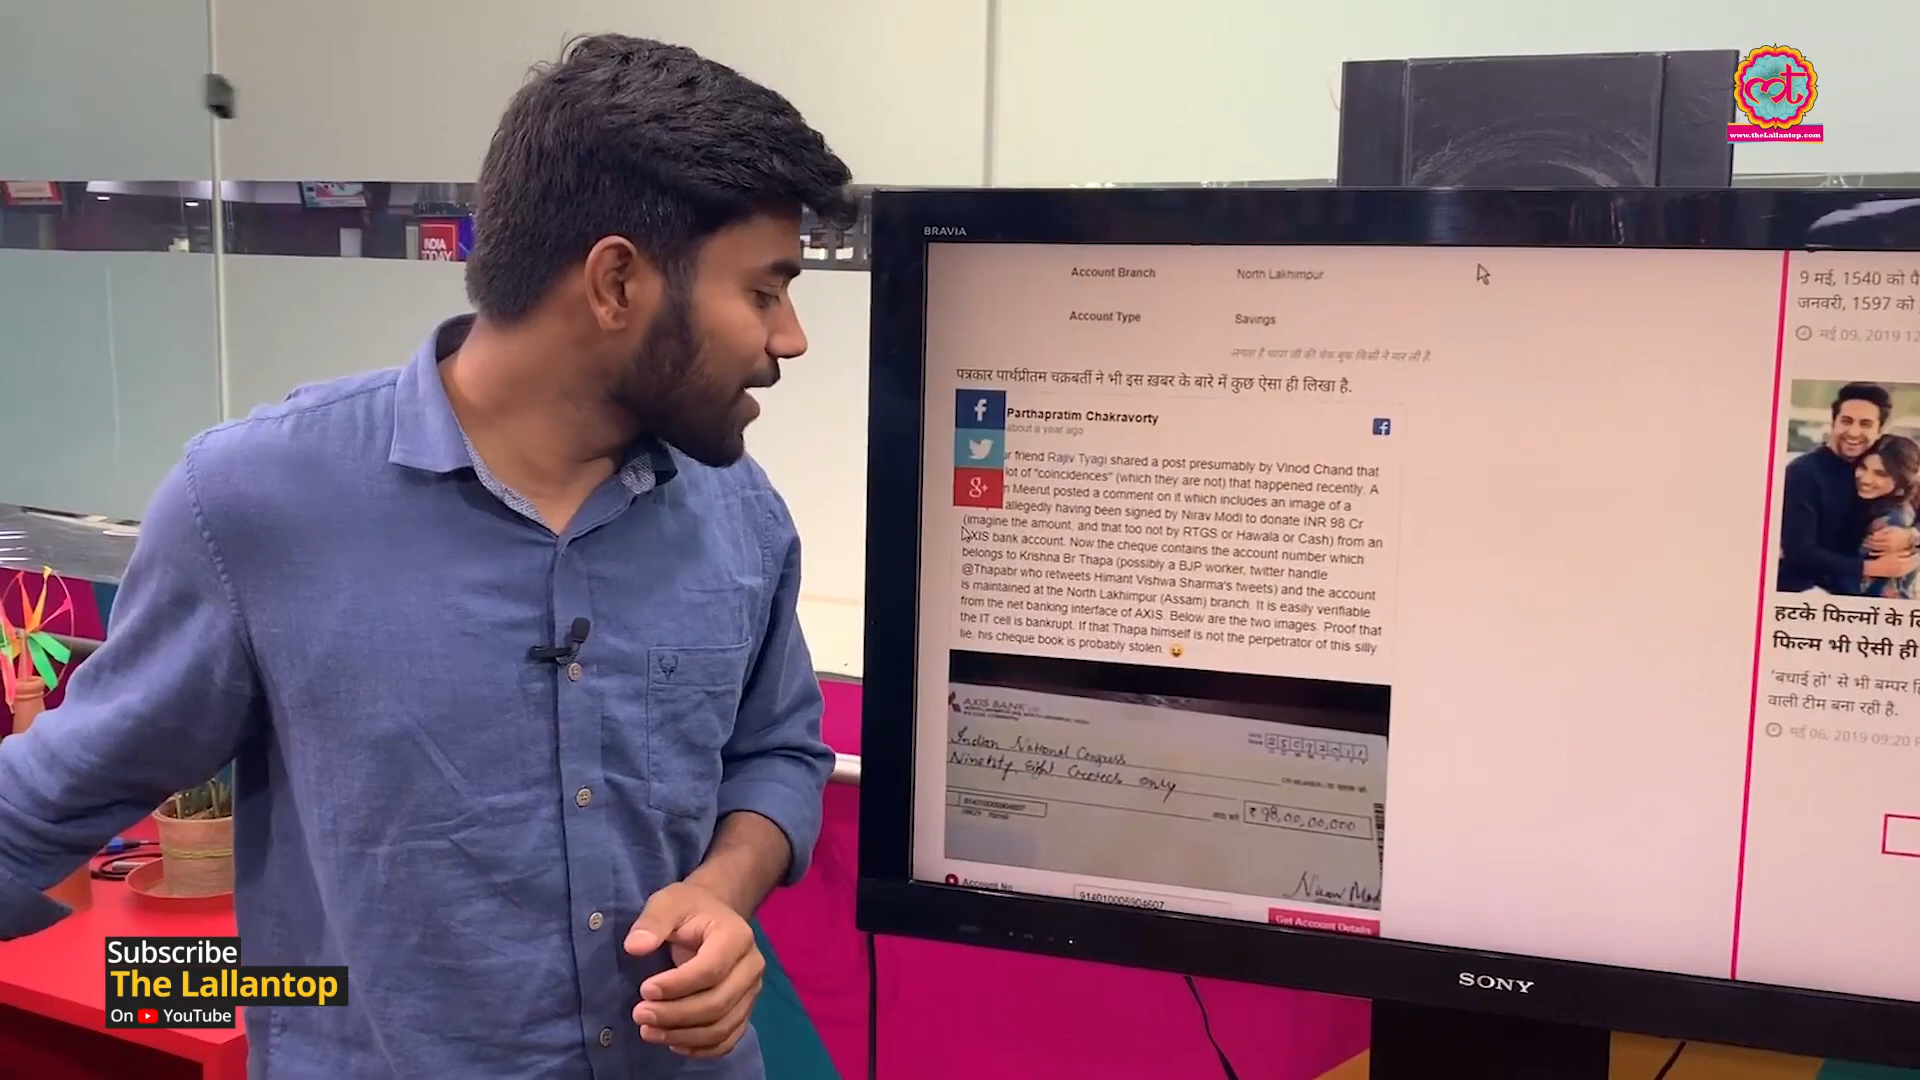 www.theLallantop.com
INDIA
TODAY
BRAVIA
Account Branch North Lakhimpur
Account Type Savings
लगता है थापा जी की चेक बुक किसी ने मार ली है.
पत्रकार पार्थप्रीतम चक्रबर्ती ने भी इस ख़बर के बारे में कुछ ऐसा ही लिखा है.
Parthapratim Chakravorty
about a year ago
friend Rajiv Tyagi shared a post presumably by Vinod Chand that
lot of "coincidences" (which they are not) that happened recently. A
Meerut posted a comment on it which includes an image of a
allegedly having been signed by Nirav Modi to donate INR 98 Cr
(imagine the amount, and that too not by RTGS or Hawala or Cash) from an
AXIS bank account. Now the cheque contains the account number which
belongs to Krishna Br Thapa (possibly a BJP worker, twitter handle
@Thapabr who retweets Himant Vishwa Sharma's tweets) and the account
is maintained at the North Lakhimpur (Assam) branch. It is easily verifiable
from the net banking interface of AXIS. Below are the two images. Proof that
the IT cell is bankrupt. If that Thapa himself is not the perpetrator of this silly
lie, his cheque book is probably stolen. 😝
AXIS BANK
Indian National Congress
Ninety Eight Crores only
₹ 98,00,00,000
Account No
914010005904607
Get Account Details
9 मई, 1540 को
जनवरी, 1597 को
मई 09, 2019 12
हटके फिल्मों के
फिल्म भी ऐसी ही
'बधाई हो' से भी बम्पर
वाली टीम बना रही है.
मई 06, 2019 09:20
SONY
Subscribe
The Lallantop
On YouTube